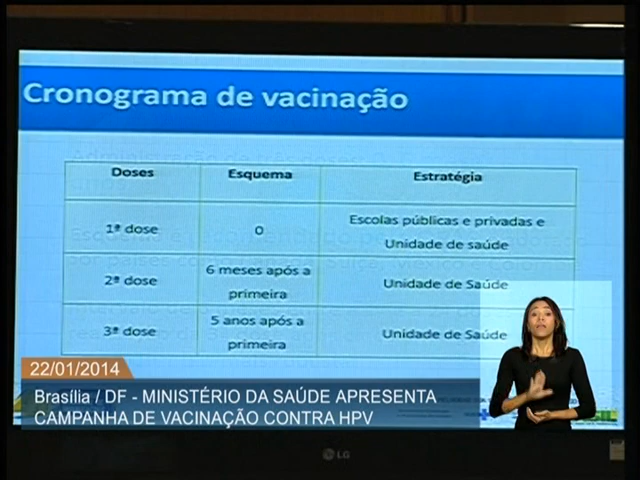 Cronograma de vacinação
Doses Esquema Estratégia
1ª dose 0 Escolas públicas e privadas e
Unidade de saúde
2ª dose 6 meses após a
primeira Unidade de Saúde
3ª dose 5 anos após a
primeira Unidade de Saúde
22/01/2014
Brasília / DF - MINISTÉRIO DA SAÚDE APRESENTA
CAMPANHA DE VACINAÇÃO CONTRA HPV
LG